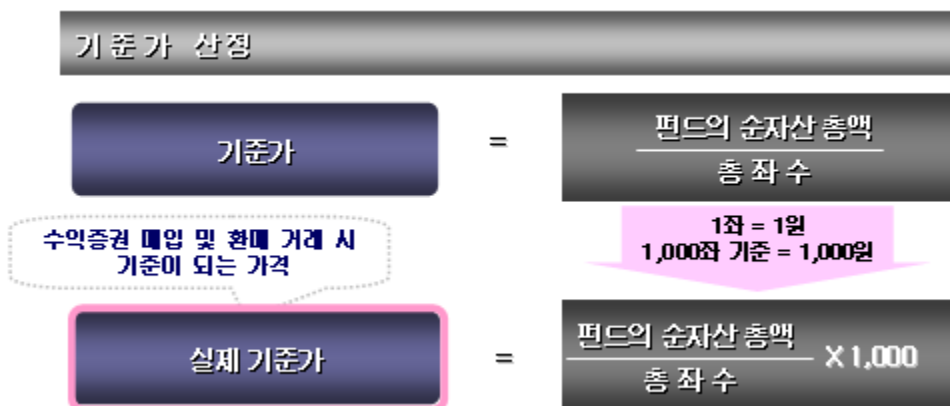 기준가 산정
기준가
=
펀드의 순자산 총액
총 좌 수
수익증권 매입 및 환매 거래 시
기준이 되는 가격
1좌 = 1원
1,000좌 기준 = 1,000원
실제 기준가
=
펀드의 순자산 총액
총 좌 수
X 1,000